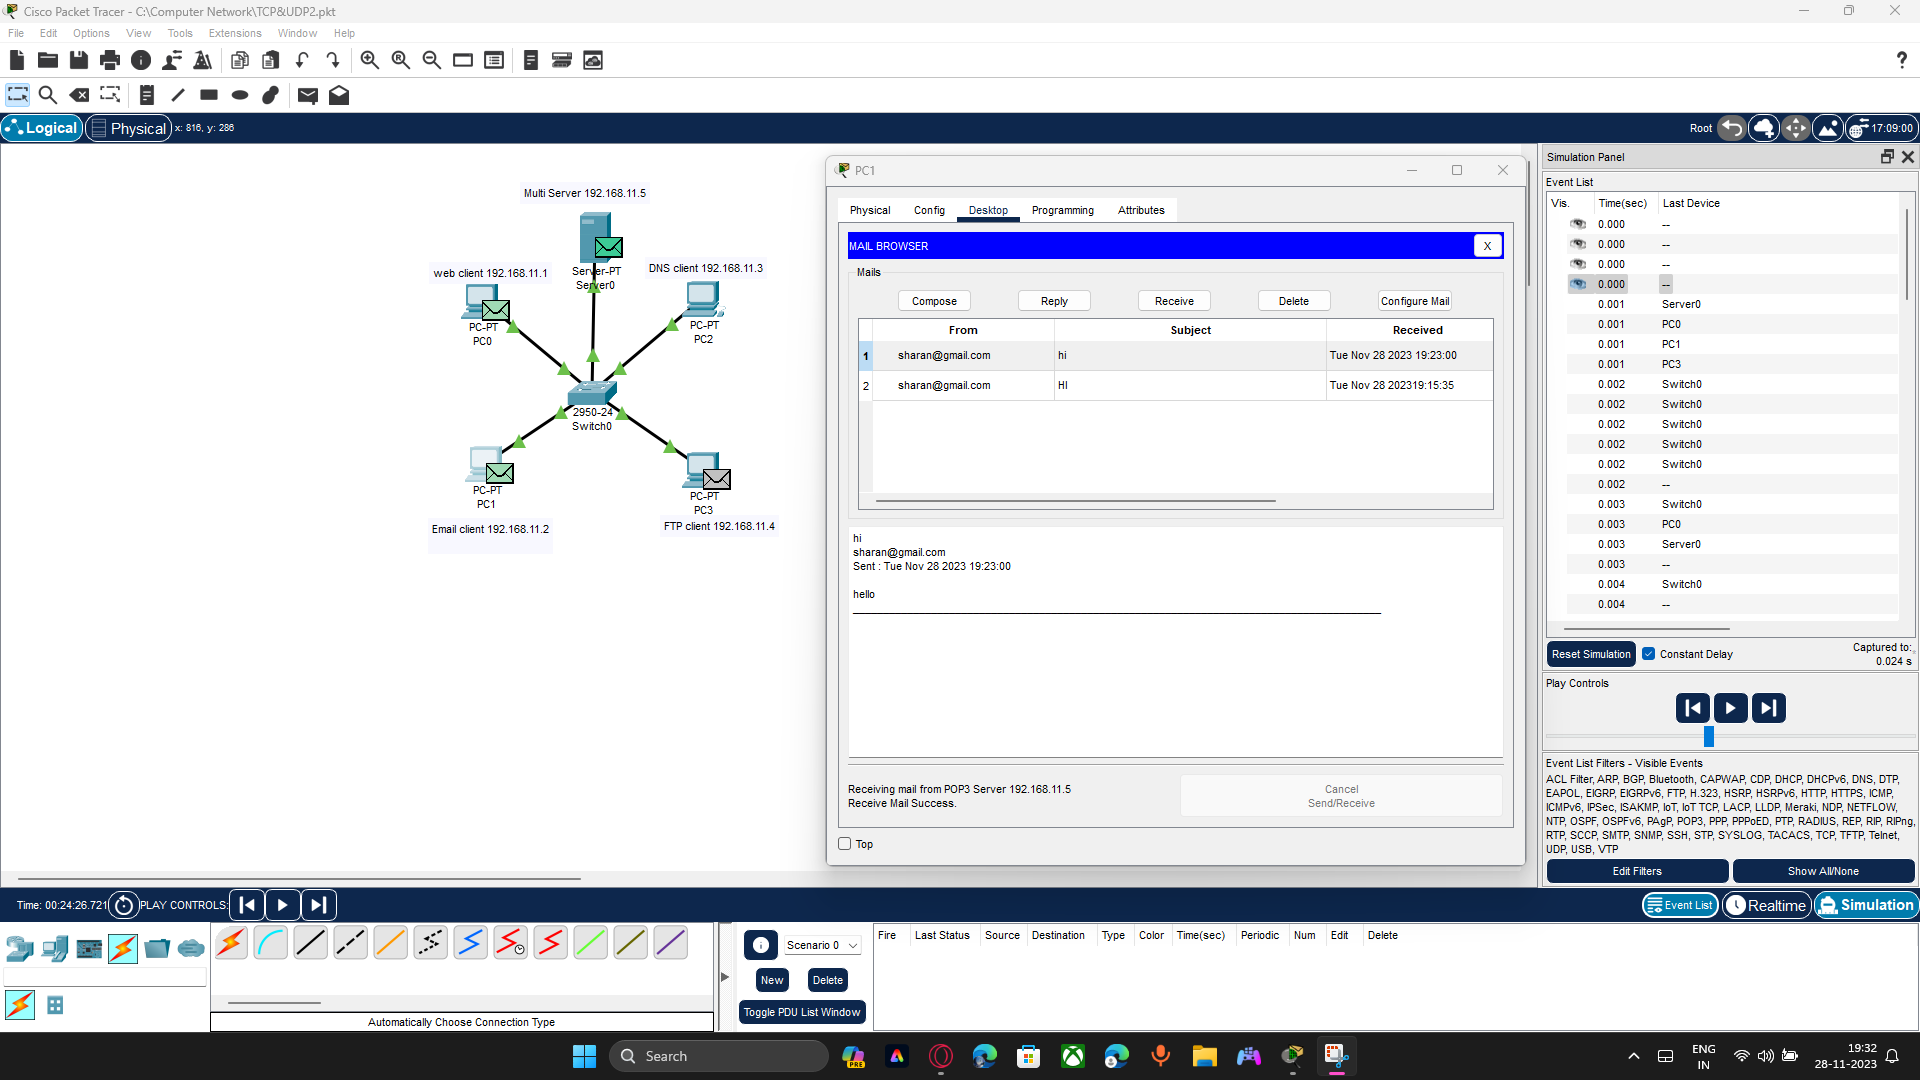 Cisco Packet Tracer - C:\Computer Network\TCP&UDP2.pkt
File Edit Options View Tools Extensions Window Help
?
Logical Physical x: 816, y: 286
Root 17:09:00
Multi Server 192.168.11.5
Server-PT
Server0
web client 192.168.11.1
PC-PT
PC0
DNS client 192.168.11.3
PC-PT
PC2
2950-24
Switch0
PC-PT
PC1
Email client 192.168.11.2
PC-PT
PC3
FTP client 192.168.11.4
PC1
Physical Config Desktop Programming Attributes
MAIL BROWSER X
Mails
Compose Reply Receive Delete Configure Mail
From Subject Received
1 sharan@gmail.com hi Tue Nov 28 2023 19:23:00
2 sharan@gmail.com HI Tue Nov 28 202319:15:35
hi
sharan@gmail.com
Sent : Tue Nov 28 2023 19:23:00
hello
Receiving mail from POP3 Server 192.168.11.5
Receive Mail Success.
Cancel
Send/Receive
Top
Simulation Panel
Event List
Vis. Time(sec) Last Device
0.000 --
0.000 --
0.000 --
0.000 --
0.001 Server0
0.001 PC0
0.001 PC1
0.001 PC3
0.002 Switch0
0.002 Switch0
0.002 Switch0
0.002 Switch0
0.002 Switch0
0.002 --
0.003 Switch0
0.003 PC0
0.003 Server0
0.003 --
0.004 Switch0
0.004 --
Reset Simulation Constant Delay Captured to:
0.024 s
Play Controls
Event List Filters - Visible Events
ACL Filter, ARP, BGP, Bluetooth, CAPWAP, CDP, DHCP, DHCPv6, DNS, DTP,
EAPOL, EIGRP, EIGRPv6, FTP, H.323, HSRP, HSRPv6, HTTP, HTTPS, ICMP,
ICMPv6, IPSec, ISAKMP, IoT, IoT TCP, LACP, LLDP, Meraki, NDP, NETFLOW,
NTP, OSPF, OSPFv6, PAgP, POP3, PPP, PPPoED, PTP, RADIUS, REP, RIP, RIPng,
RTP, SCCP, SMTP, SNMP, SSH, STP, SYSLOG, TACACS, TCP, TFTP, Telnet,
UDP, USB, VTP
Edit Filters Show All/None
Time: 00:24:26.721 PLAY CONTROLS:
Event List Realtime Simulation
Scenario 0
New Delete
Toggle PDU List Window
Fire Last Status Source Destination Type Color Time(sec) Periodic Num Edit Delete
Automatically Choose Connection Type
Search
PRE
ENG
IN
19:32
28-11-2023